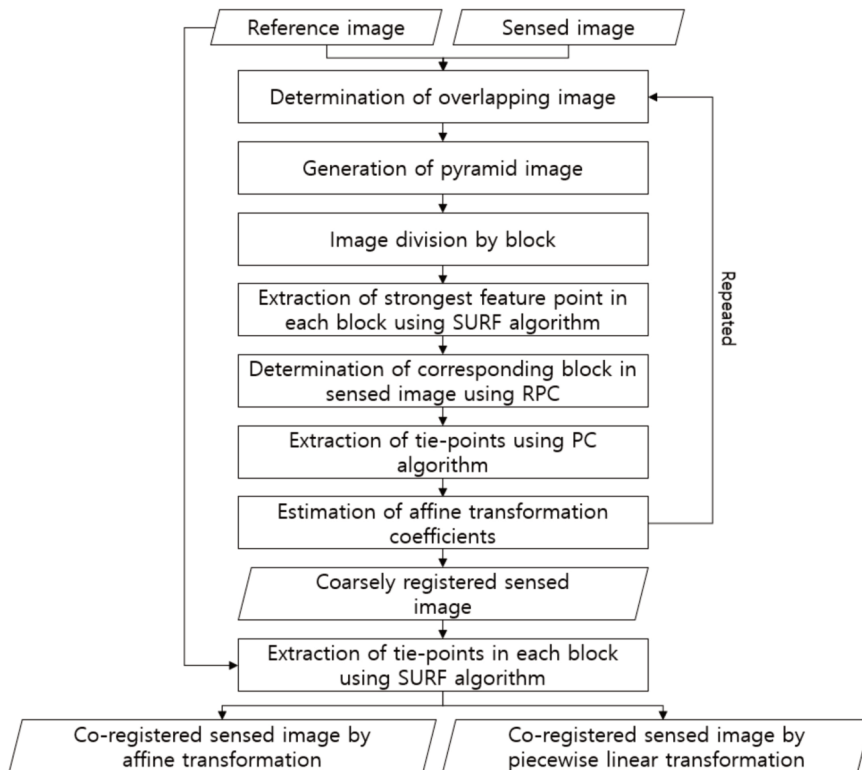 Reference image
Sensed image
Determination of overlapping image
Generation of pyramid image
Image division by block
Extraction of strongest feature point in
each block using SURF algorithm
Determination of corresponding block in
sensed image using RPC
Extraction of tie-points using PC
algorithm
Estimation of affine transformation
coefficients
Repeated
Coarsely registered sensed
image
Extraction of tie-points in each block
using SURF algorithm
Co-registered sensed image by
affine transformation
Co-registered sensed image by
piecewise linear transformation